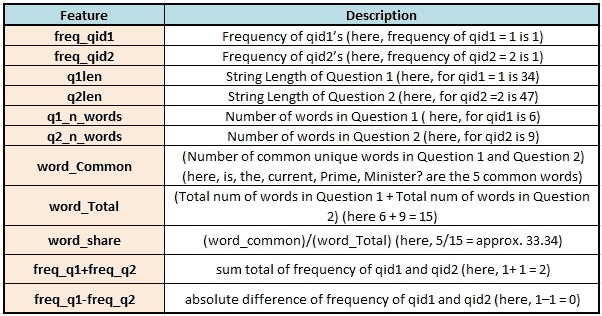 Feature Description
freq_qid1 Frequency of qid1's (here, frequency of qid1 = 1 is 1)
freq_qid2 Frequency of qid2's (here, frequency of qid2 = 2 is 1)
q1len String Length of Question 1 (here, for qid1 = 1 is 34)
q2len String Length of Question 2 (here, for qid2 =2 is 47)
q1_n_words Number of words in Question 1 ( here, for qid1 is 6)
q2_n_words Number of words in Question 2 (here, for qid2 is 9)
word_Common (Number of common unique words in Question 1 and Question 2)
(here, is, the, current, Prime, Minister? are the 5 common words)
word_Total (Total num of words in Question 1 + Total num of words in Question
2) (here 6 + 9 = 15)
word_share (word_common)/(word_Total) (here, 5/15 = approx. 33.34)
freq_q1+freq_q2 sum total of frequency of qid1 and qid2 (here, 1+ 1 = 2)
freq_q1-freq_q2 absolute difference of frequency of qid1 and qid2 (here, 1–1 = 0)